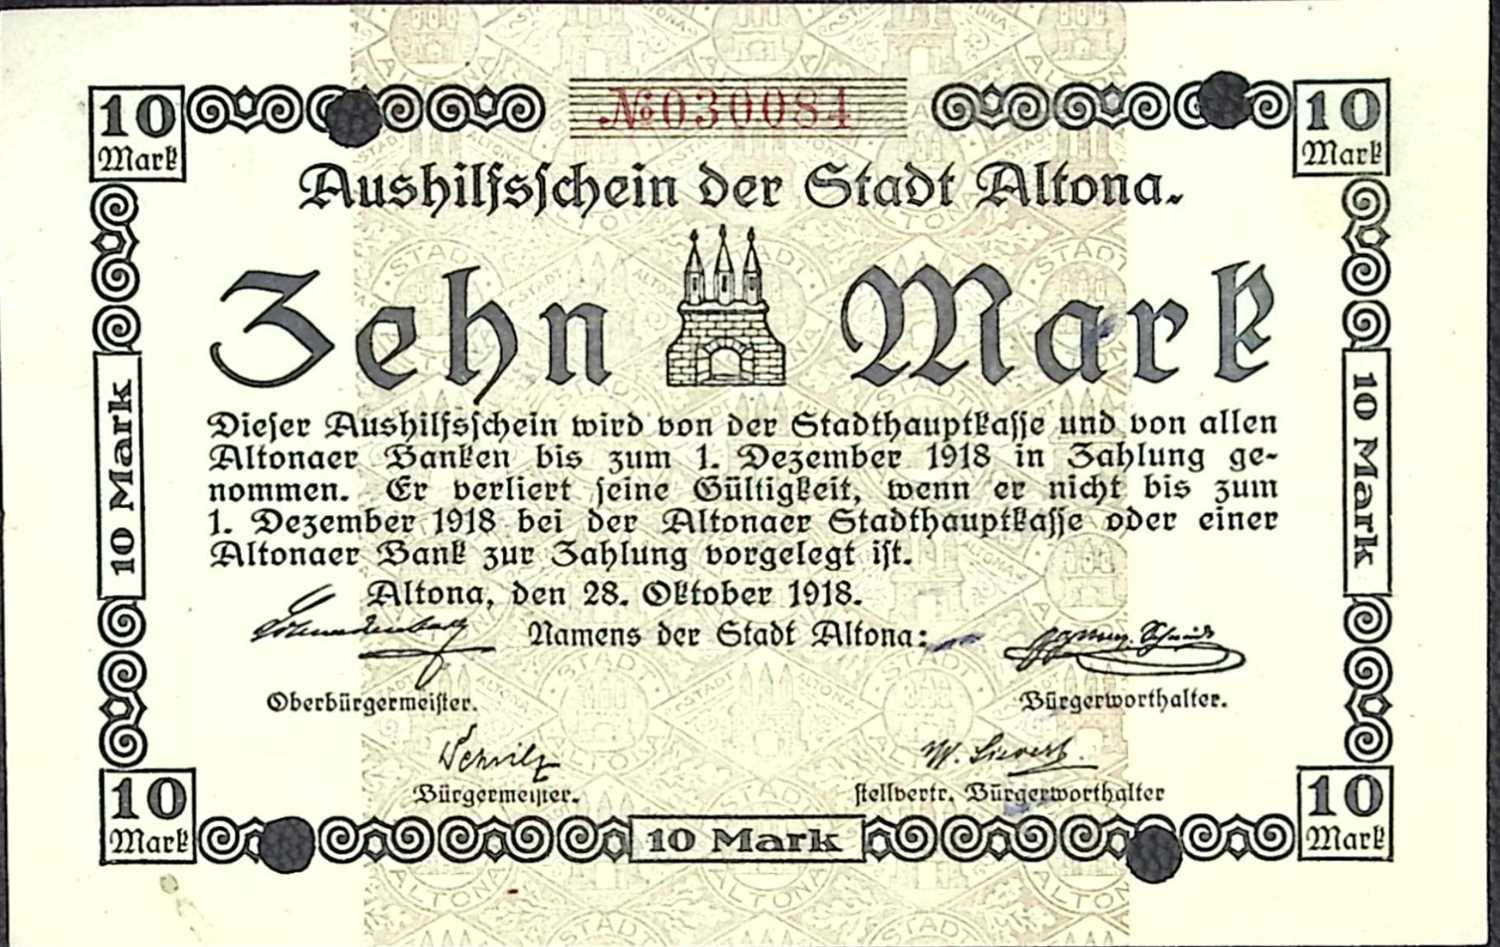 10 Mark
№030084
10 Mark
Aushilfsschein der Stadt Altona.
Zehn Mark
Dieser Aushilfsschein wird von der Stadthauptkasse und von allen
Altonaer Banken bis zum 1. Dezember 1918 in Zahlung ge-
nommen. Er verliert seine Gültigkeit, wenn er nicht bis zum
1. Dezember 1918 bei der Altonaer Stadthauptkasse oder einer
Altonaer Bank zur Zahlung vorgelegt ist.
Altona, den 28. Oktober 1918.
Namens der Stadt Altona:
Oberbürgermeister.
Bürgerworthalter.
Bürgermeister.
W. Sievert.
stellvertr. Bürgerworthalter
10 Mark
10 Mark
10 Mark
10 Mark
10 Mark
STADT ALTONA